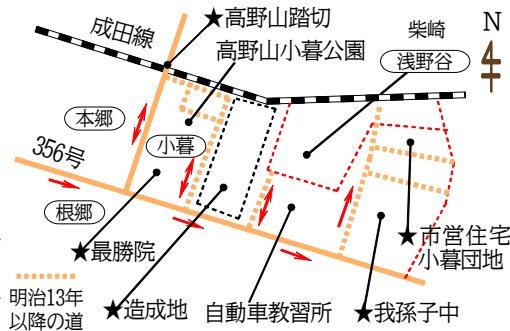 ★高野山踏切
成田線
高野山小暮公園
柴崎
N
浅野谷
本郷
小暮
356号
根郷
★最勝院
★市営住宅
小暮団地
明治13年
以降の道
★造成地
自動車教習所
★我孫子中